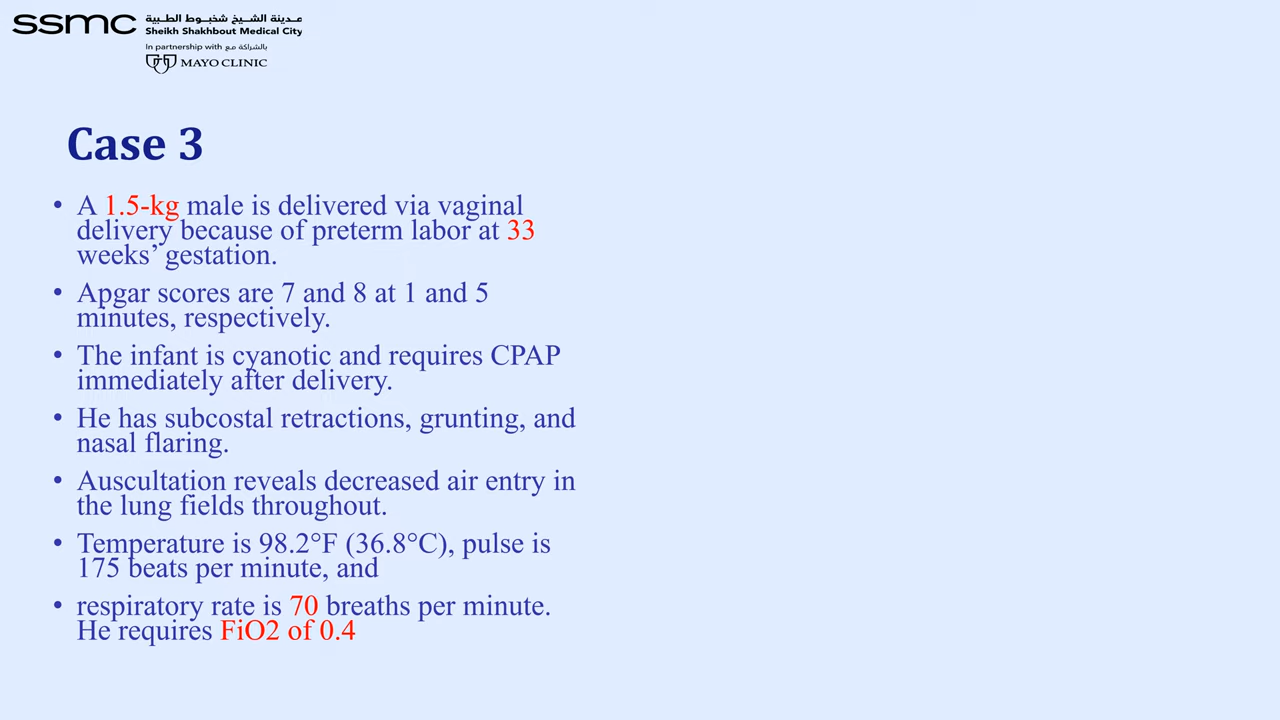 ssmc
مدينة الشيخ شخبوط الطبية
Sheikh Shakhbout Medical City
In partnership with بالشراكة مع
MAYO CLINIC
Case 3
• A 1.5-kg male is delivered via vaginal
delivery because of preterm labor at 33
weeks’ gestation.
• Apgar scores are 7 and 8 at 1 and 5
minutes, respectively.
• The infant is cyanotic and requires CPAP
immediately after delivery.
• He has subcostal retractions, grunting, and
nasal flaring.
• Auscultation reveals decreased air entry in
the lung fields throughout.
• Temperature is 98.2°F (36.8°C), pulse is
175 beats per minute, and
• respiratory rate is 70 breaths per minute.
He requires FiO2 of 0.4